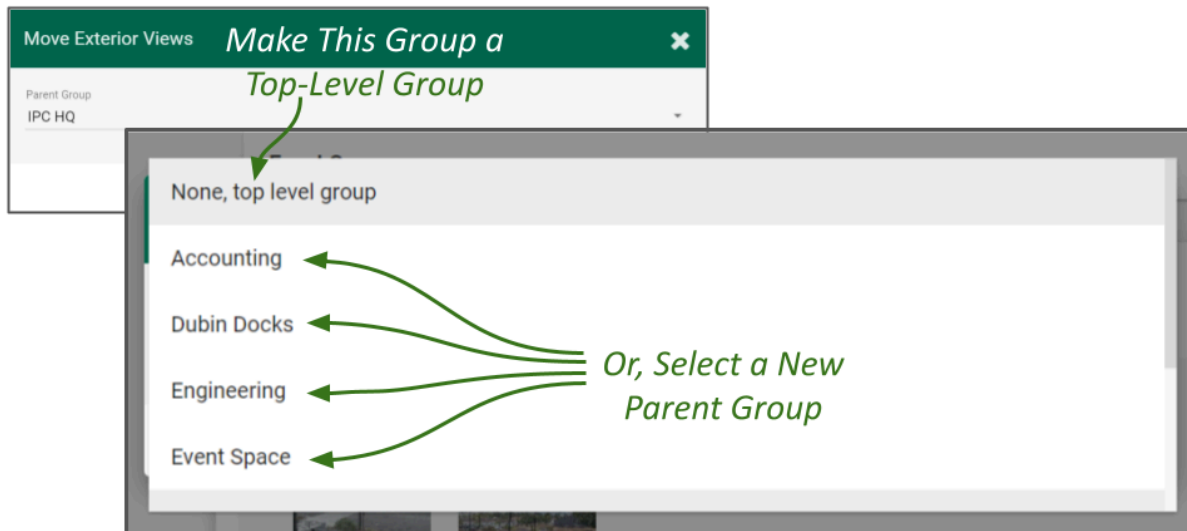 Move Exterior Views
Make This Group a
Top-Level Group
Parent Group
IPC HQ
None, top level group
Accounting
Dubin Docks
Engineering
Event Space
Or, Select a New
Parent Group